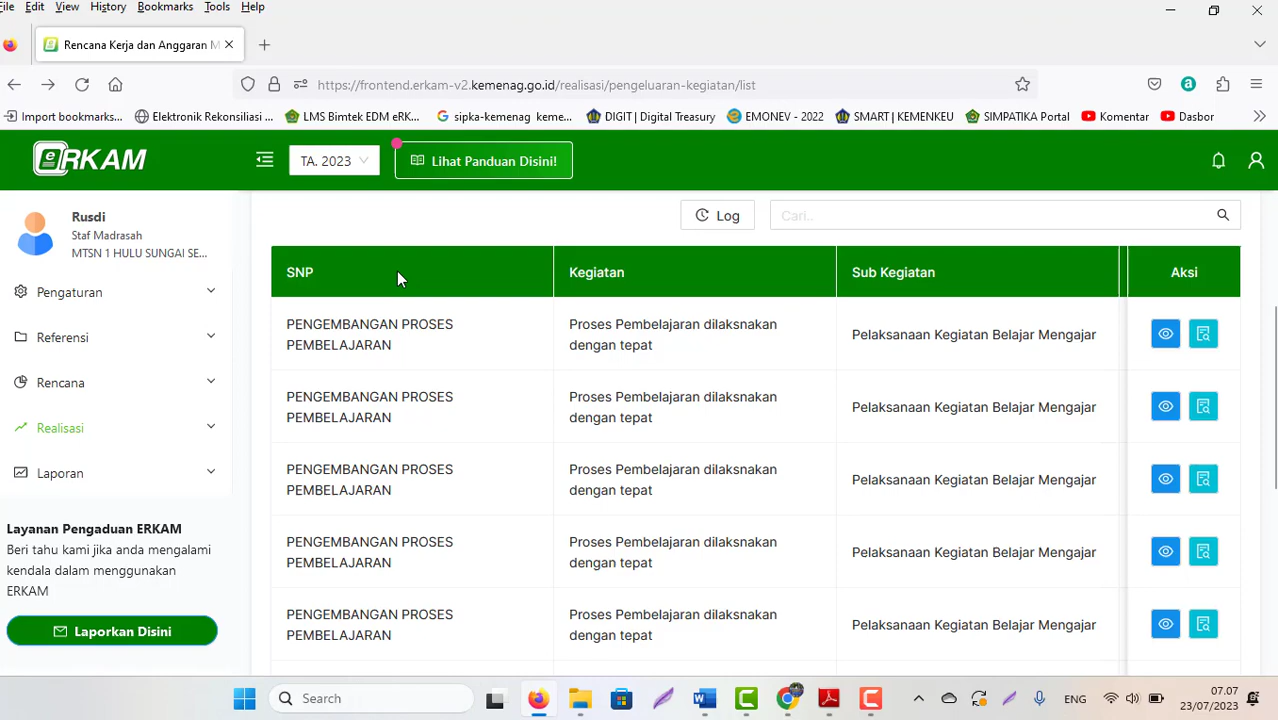 File Edit View History Bookmarks Tools Help
Rencana Kerja dan Anggaran M
https://frontend.erkam-v2.kemenag.go.id/realisasi/pengeluaran-kegiatan/list
Import bookmarks... Elektronik Rekonsiliasi ... LMS Bimtek EDM eRK... sipka-kemenag keme... DIGIT | Digital Treasury EMONEV - 2022 SMART | KEMENKEU SIMPATIKA Portal Komentar Dasbor
eRKAM TA. 2023 Lihat Panduan Disini!
Rusdi
Staf Madrasah
MTSN 1 HULU SUNGAI SE...
Pengaturan
Referensi
Rencana
Realisasi
Laporan
Layanan Pengaduan ERKAM
Beri tahu kami jika anda mengalami
kendala dalam menggunakan
ERKAM
Laporkan Disini
Log Cari..
SNP Kegiatan Sub Kegiatan Aksi
PENGEMBANGAN PROSES
PEMBELAJARAN
Proses Pembelajaran dilaksnakan
dengan tepat
Pelaksanaan Kegiatan Belajar Mengajar
PENGEMBANGAN PROSES
PEMBELAJARAN
Proses Pembelajaran dilaksnakan
dengan tepat
Pelaksanaan Kegiatan Belajar Mengajar
PENGEMBANGAN PROSES
PEMBELAJARAN
Proses Pembelajaran dilaksnakan
dengan tepat
Pelaksanaan Kegiatan Belajar Mengajar
PENGEMBANGAN PROSES
PEMBELAJARAN
Proses Pembelajaran dilaksnakan
dengan tepat
Pelaksanaan Kegiatan Belajar Mengajar
PENGEMBANGAN PROSES
PEMBELAJARAN
Proses Pembelajaran dilaksnakan
dengan tepat
Pelaksanaan Kegiatan Belajar Mengajar
Search ENG 07.07
23/07/2023